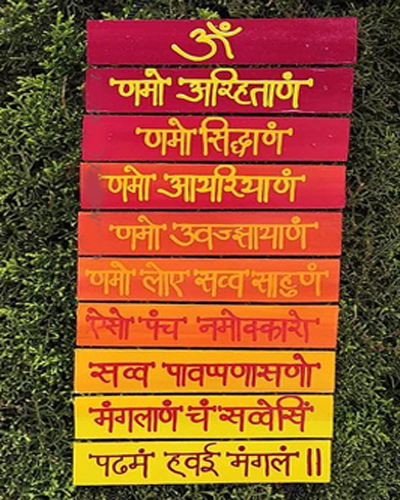 ॐ
णमो अरिहताणं
णमो सिद्धाणं
णमो आयरियाणं
णमो उवज्झायाणं
णमो लोए सव्व साहुणं
ऐसो पंच नमोक्कारो
सव्व पावप्पणासणो
मंगलाणं चं सव्वेसिं
पढमं हवई मंगलं॥